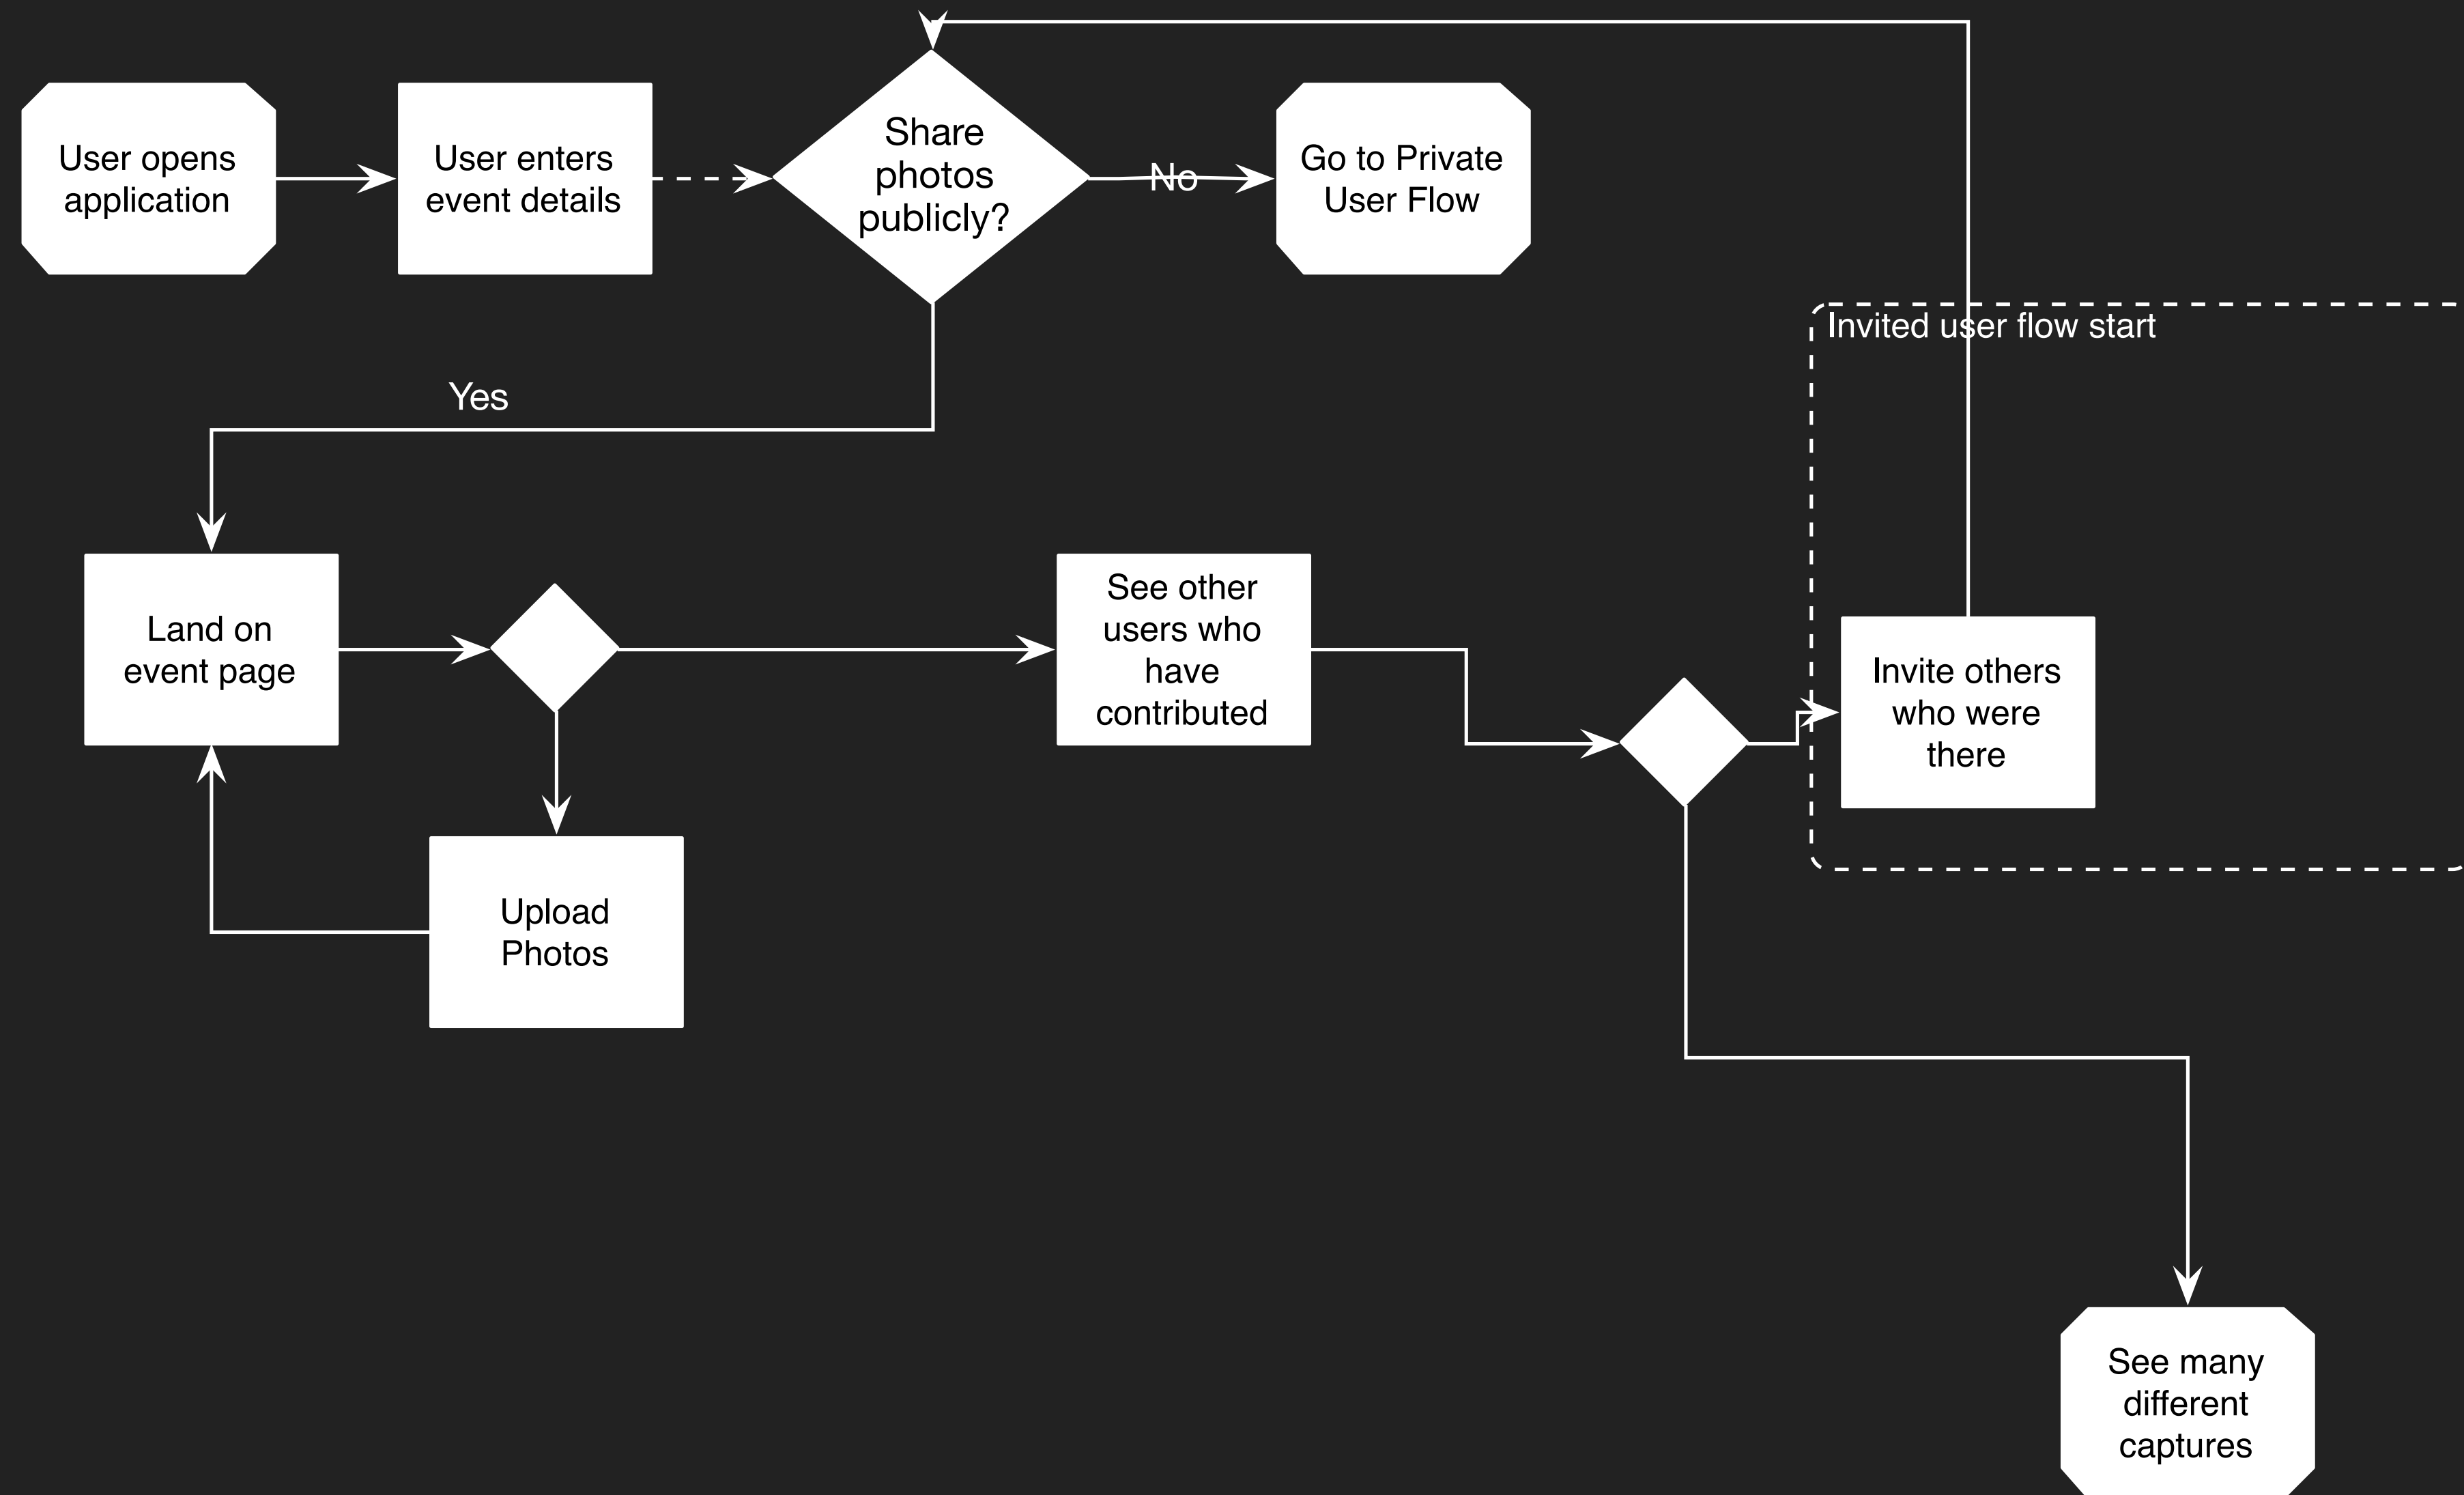 User opens
application
User enters
event details
Share
photos
publicly?
No
Go to Private
User Flow
Invited user flow start
Yes
Land on
event page
See other
users who
have
contributed
Invite others
who were
there
Upload
Photos
See many
different
captures